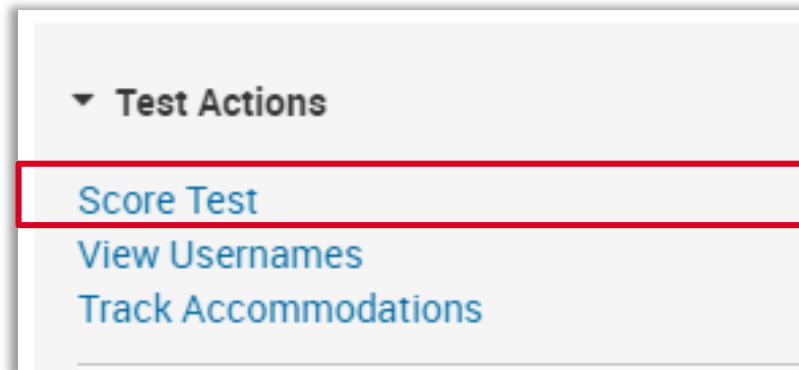 Test Actions
Score Test
View Usernames
Track Accommodations